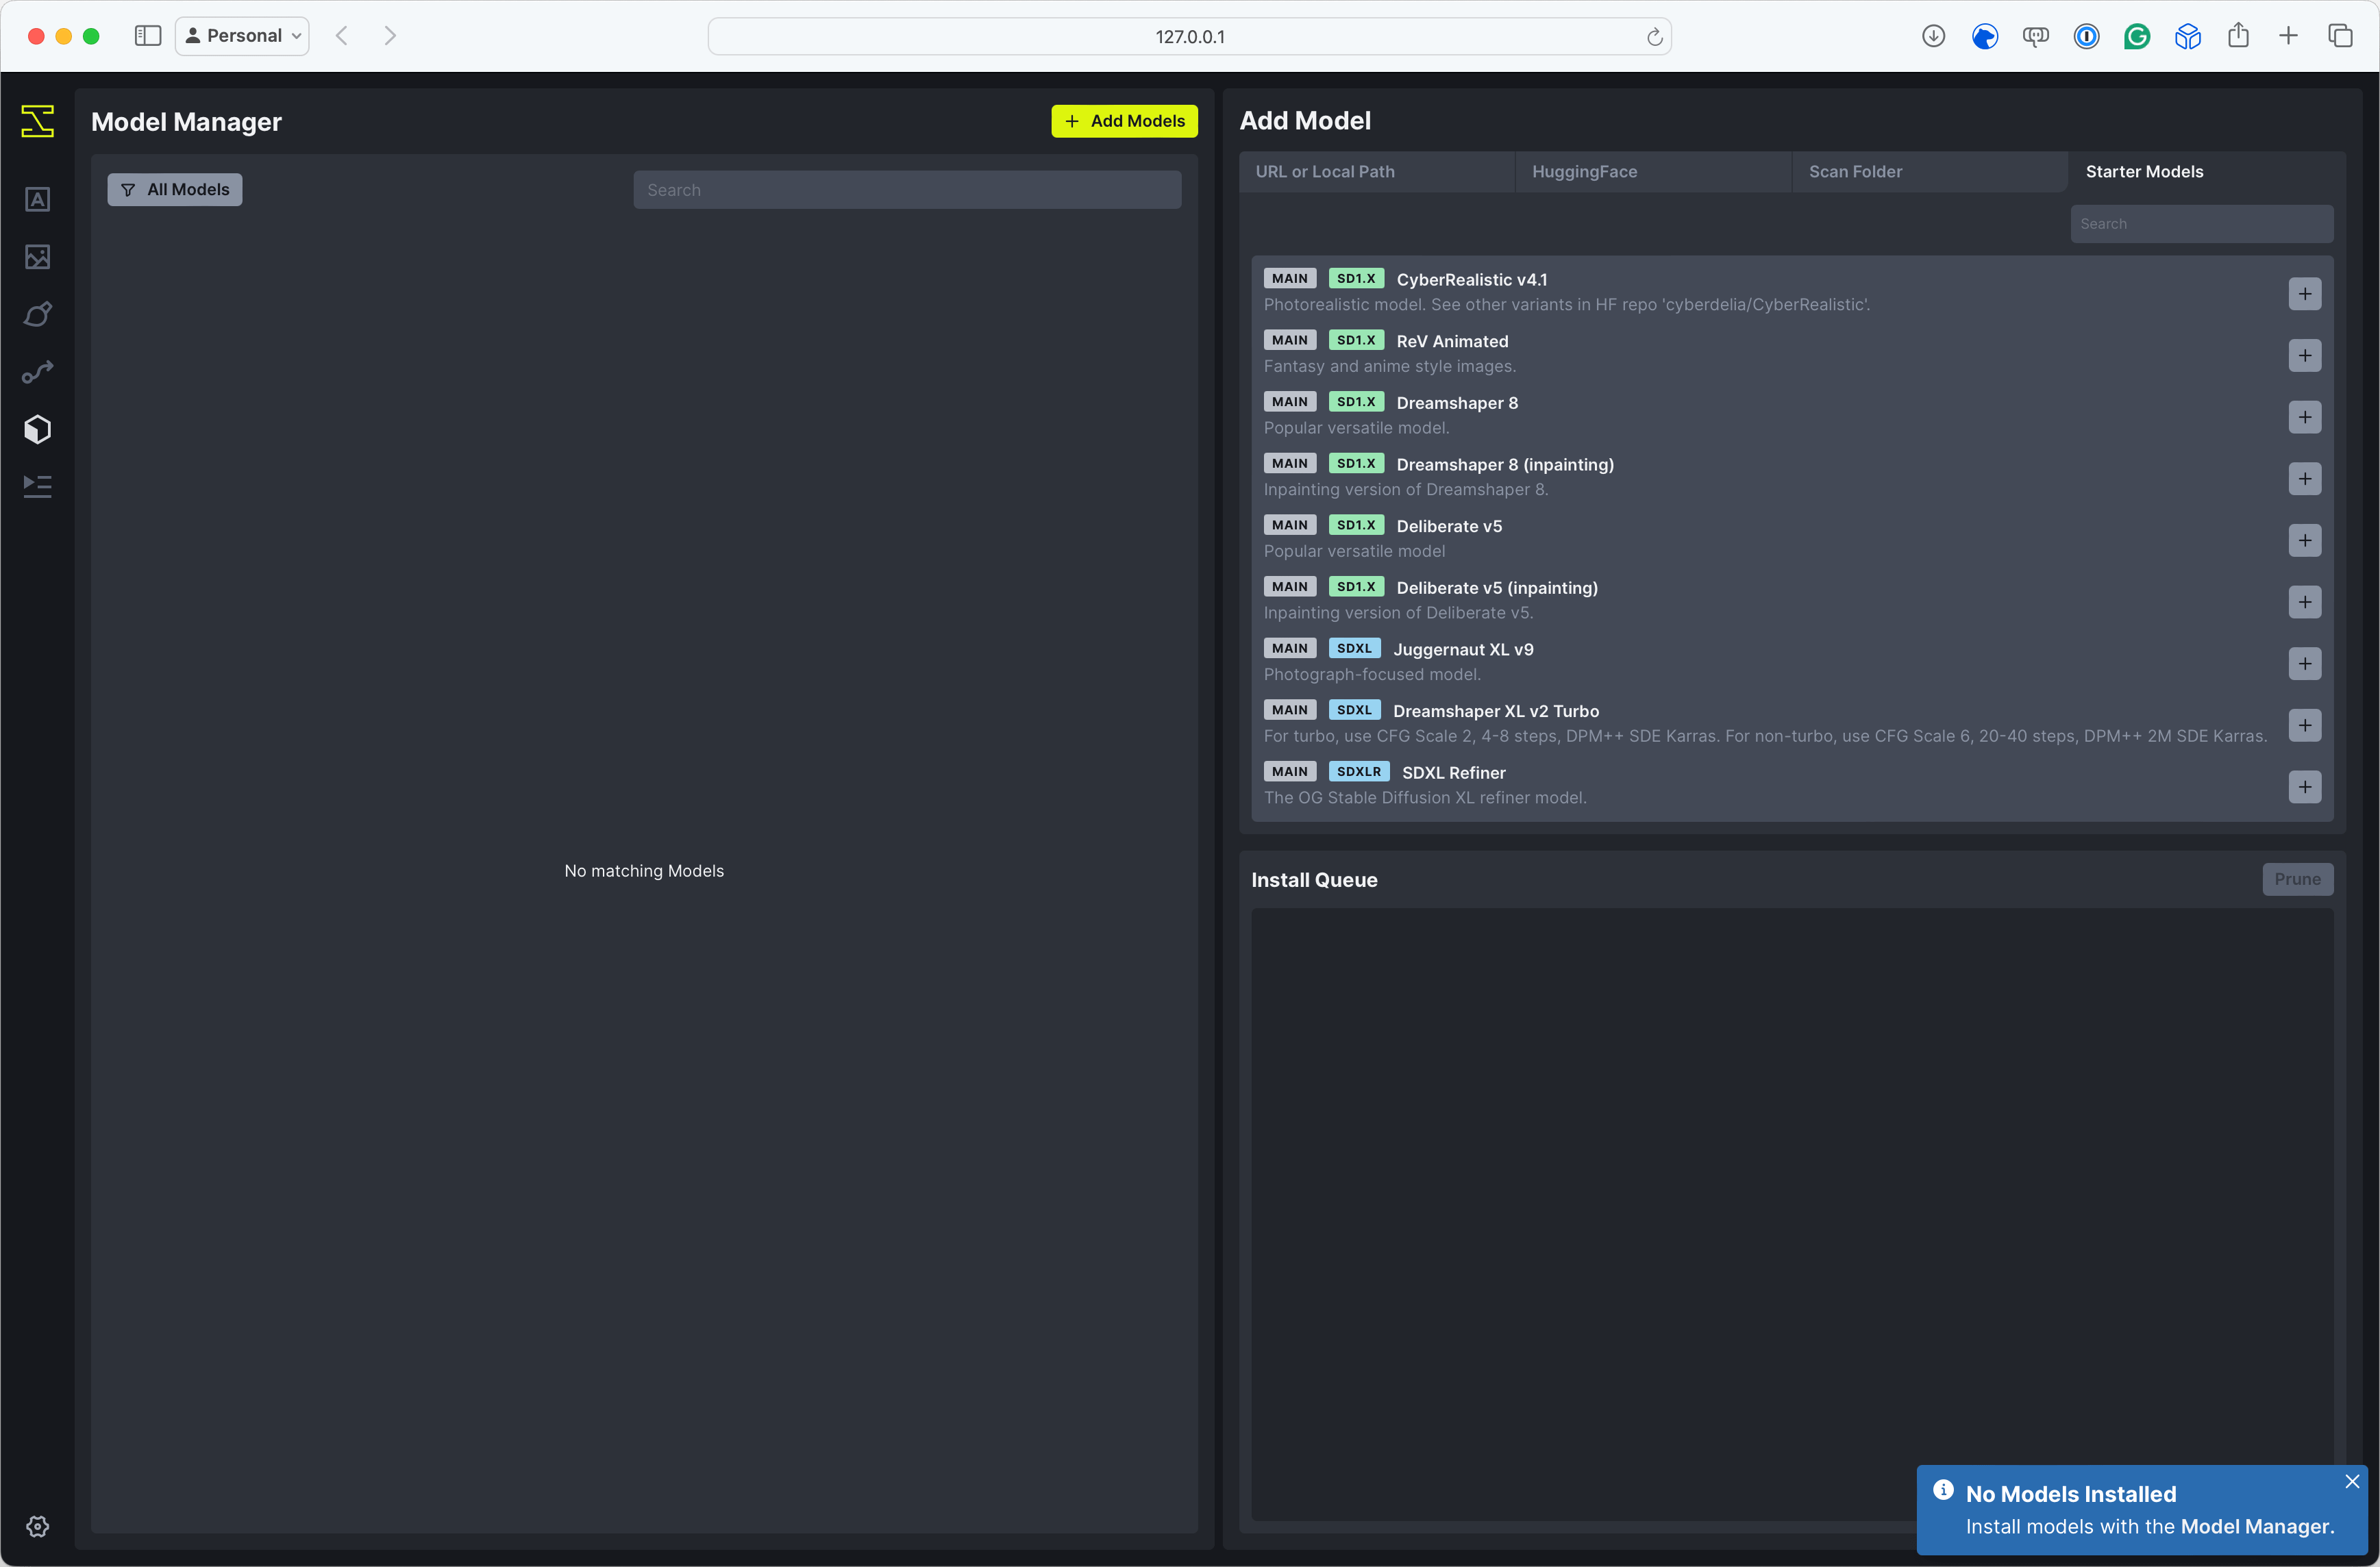 Personal
127.0.0.1
Model Manager
Add Models
All Models
Search
No matching Models
Add Model
URL or Local Path
HuggingFace
Scan Folder
Starter Models
Search
MAIN SD1.X CyberRealistic v4.1
Photorealistic model. See other variants in HF repo 'cyberdelia/CyberRealistic'.
MAIN SD1.X ReV Animated
Fantasy and anime style images.
MAIN SD1.X Dreamshaper 8
Popular versatile model.
MAIN SD1.X Dreamshaper 8 (inpainting)
Inpainting version of Dreamshaper 8.
MAIN SD1.X Deliberate v5
Popular versatile model
MAIN SD1.X Deliberate v5 (inpainting)
Inpainting version of Deliberate v5.
MAIN SDXL Juggernaut XL v9
Photograph-focused model.
MAIN SDXL Dreamshaper XL v2 Turbo
For turbo, use CFG Scale 2, 4-8 steps, DPM++ SDE Karras. For non-turbo, use CFG Scale 6, 20-40 steps, DPM++ 2M SDE Karras.
MAIN SDXLR SDXL Refiner
The OG Stable Diffusion XL refiner model.
Install Queue
Prune
No Models Installed
Install models with the Model Manager.